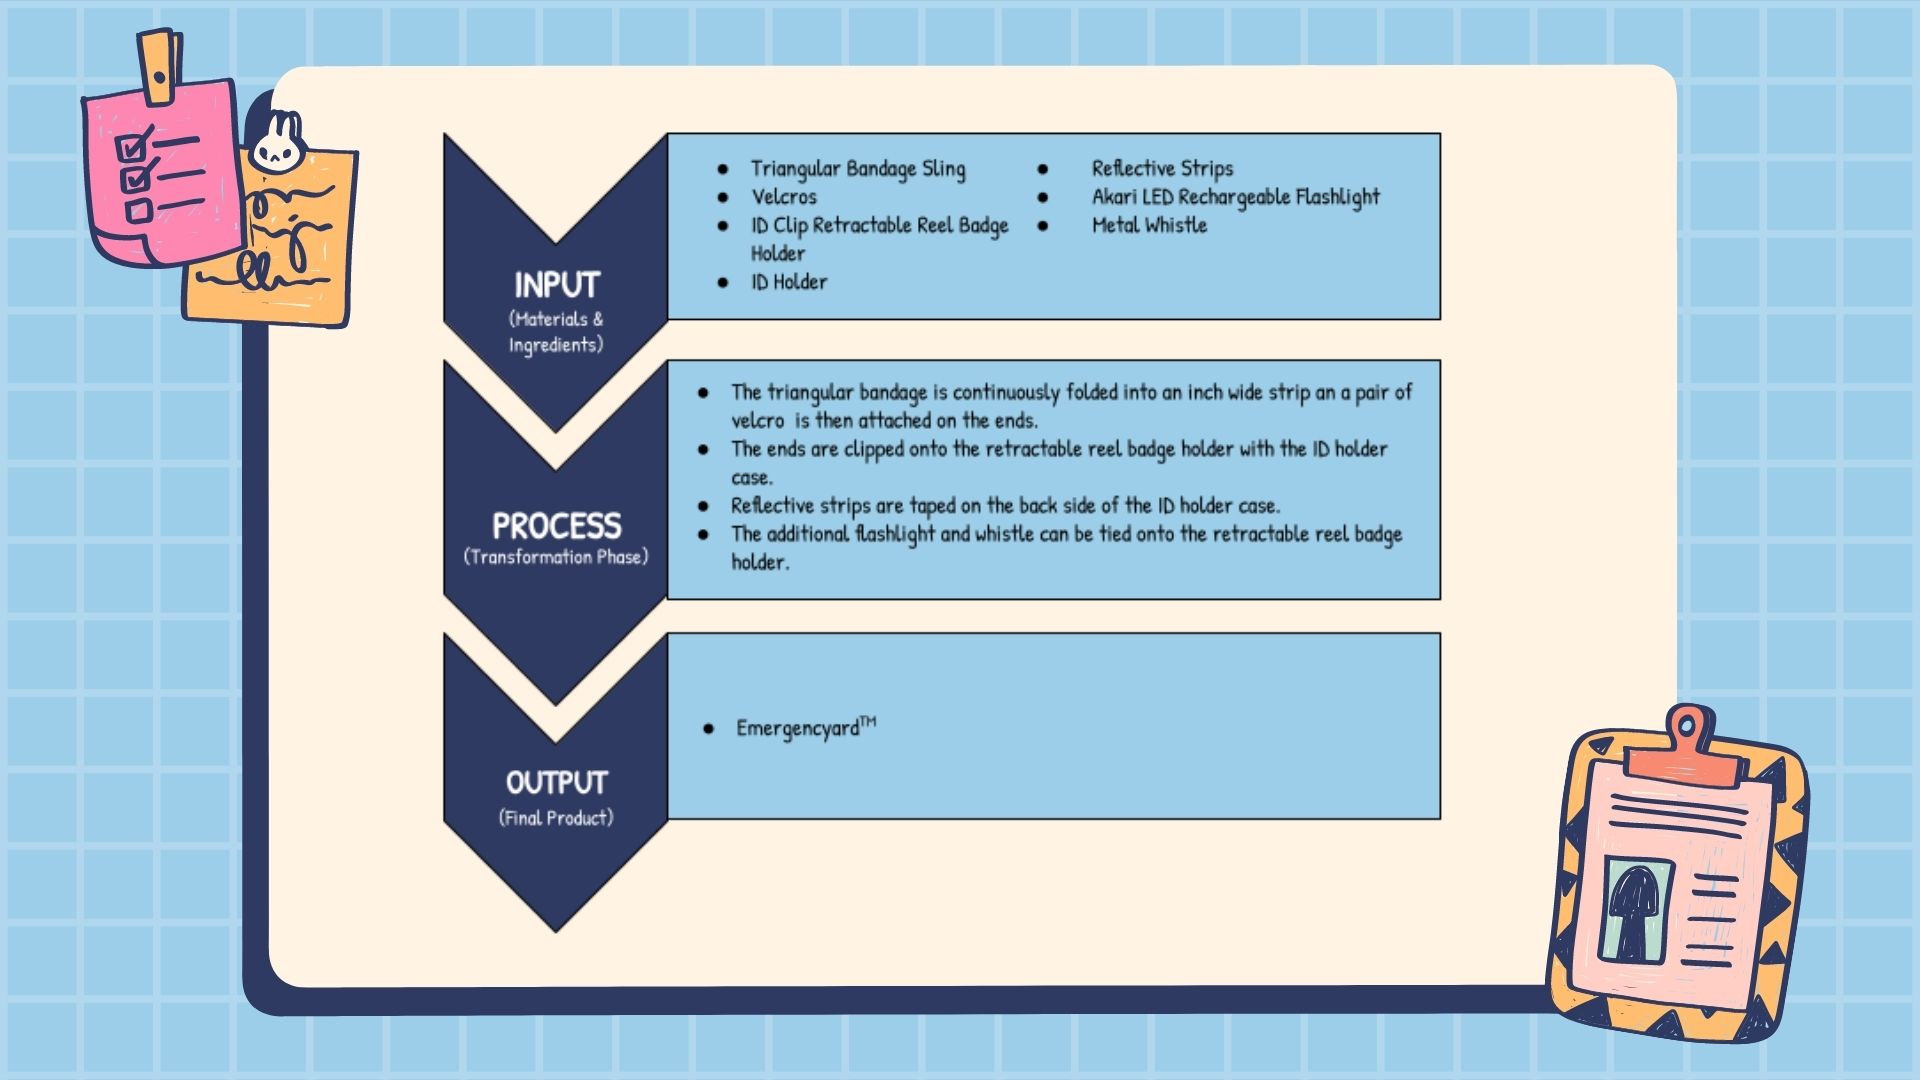 INPUT
(Materials &
Ingredients)
● Triangular Bandage Sling
● Velcros
● ID Clip Retractable Reel Badge
Holder
● ID Holder
● Reflective Strips
● Akari LED Rechargeable Flashlight
● Metal Whistle
PROCESS
(Transformation Phase)
● The triangular bandage is continuously folded into an inch wide strip an a pair of
velcro is then attached on the ends.
● The ends are clipped onto the retractable reel badge holder with the ID holder
case.
● Reflective strips are taped on the back side of the ID holder case.
● The additional flashlight and whistle can be tied onto the retractable reel badge
holder.
OUTPUT
(Final Product)
● Emergencyard™